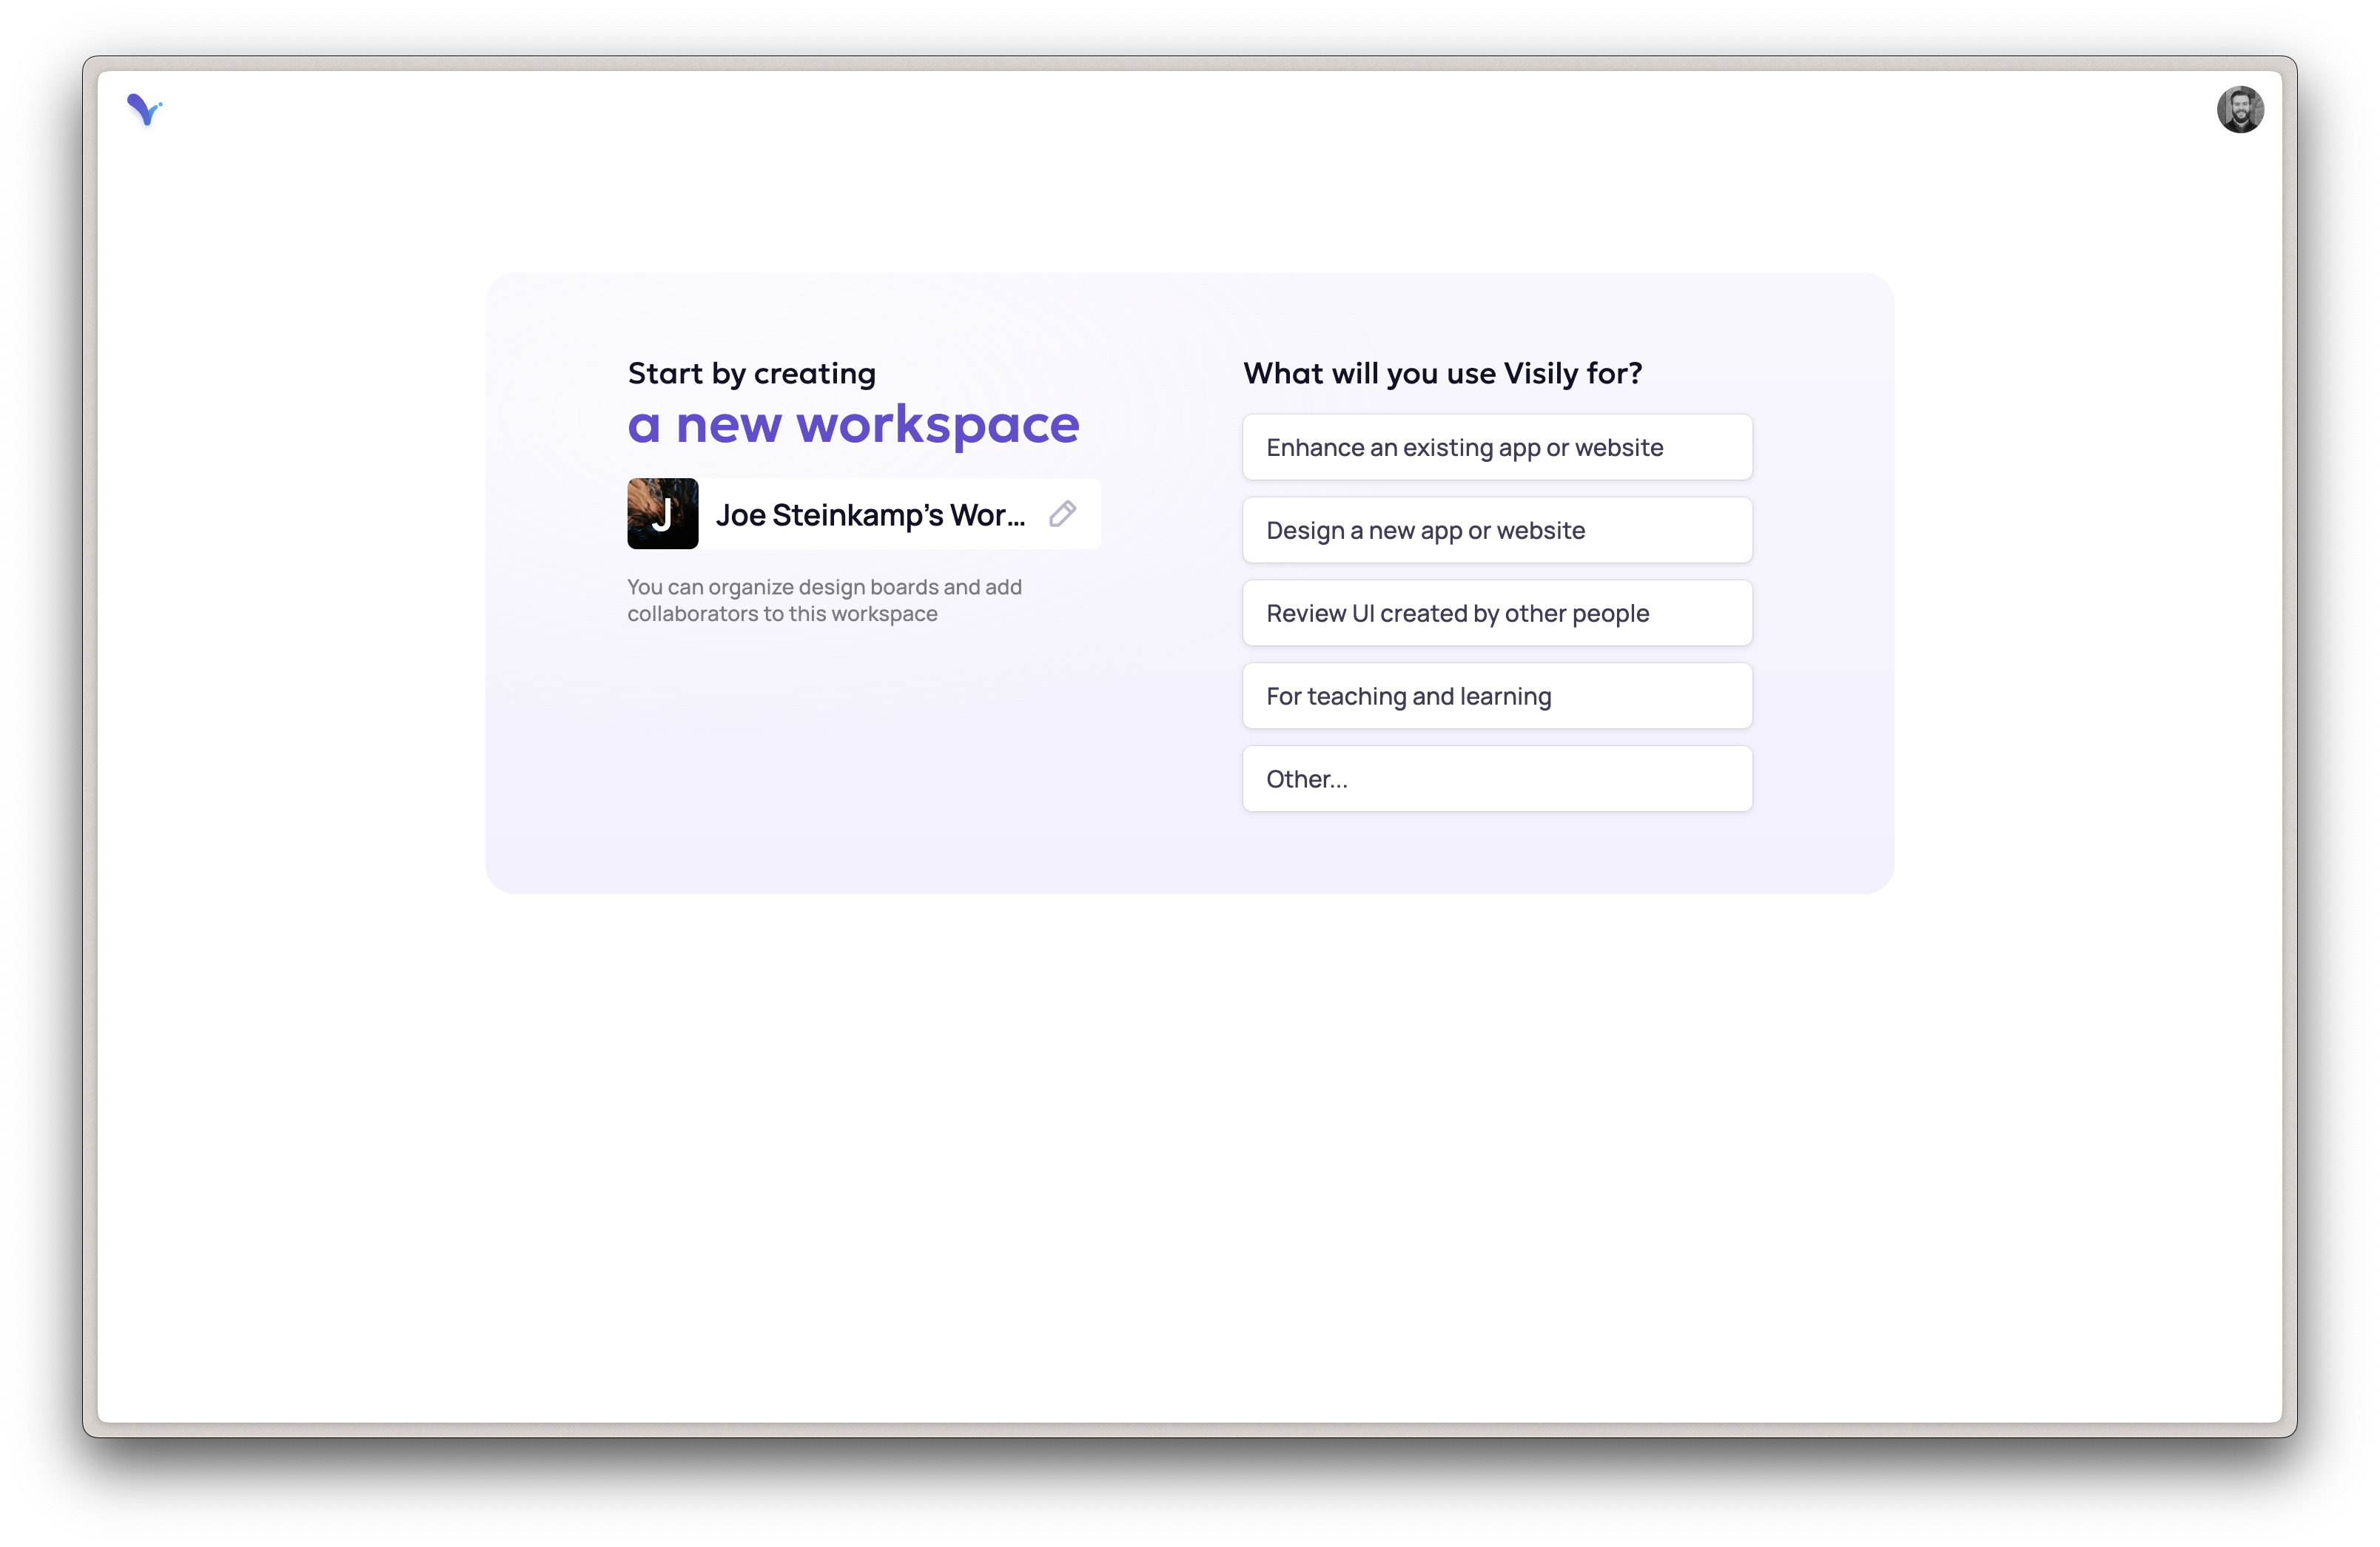 Start by creating
a new workspace
J
Joe Steinkamp's Wor...
You can organize design boards and add
collaborators to this workspace
What will you use Visily for?
Enhance an existing app or website
Design a new app or website
Review UI created by other people
For teaching and learning
Other...